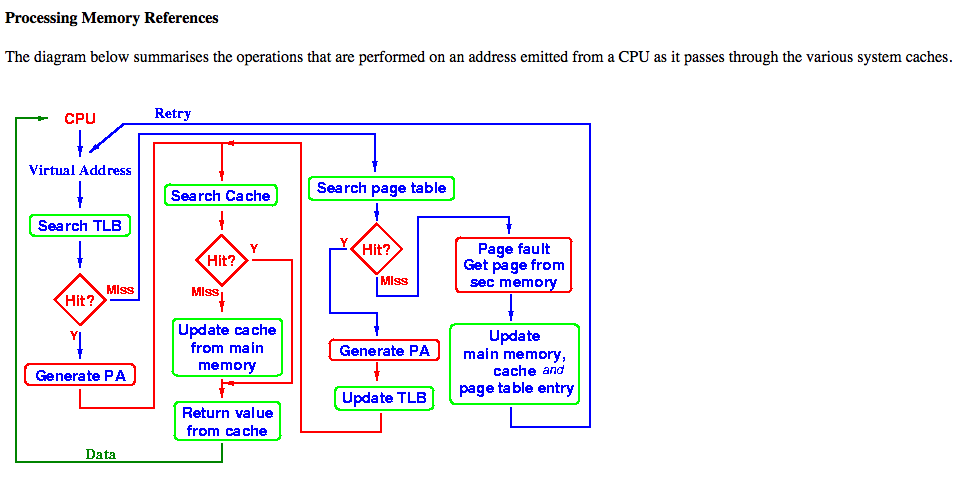 Processing Memory References
The diagram below summarises the operations that are performed on an address emitted from a CPU as it passes through the various system caches.
CPU
Retry
Virtual Address
Search TLB
Hit?
Miss
Y
Generate PA
Search Cache
Hit?
Y
Miss
Update cache
from main
memory
Return value
from cache
Data
Search page table
Y
Hit?
Miss
Generate PA
Update TLB
Page fault
Get page from
sec memory
Update
main memory,
cache and
page table entry